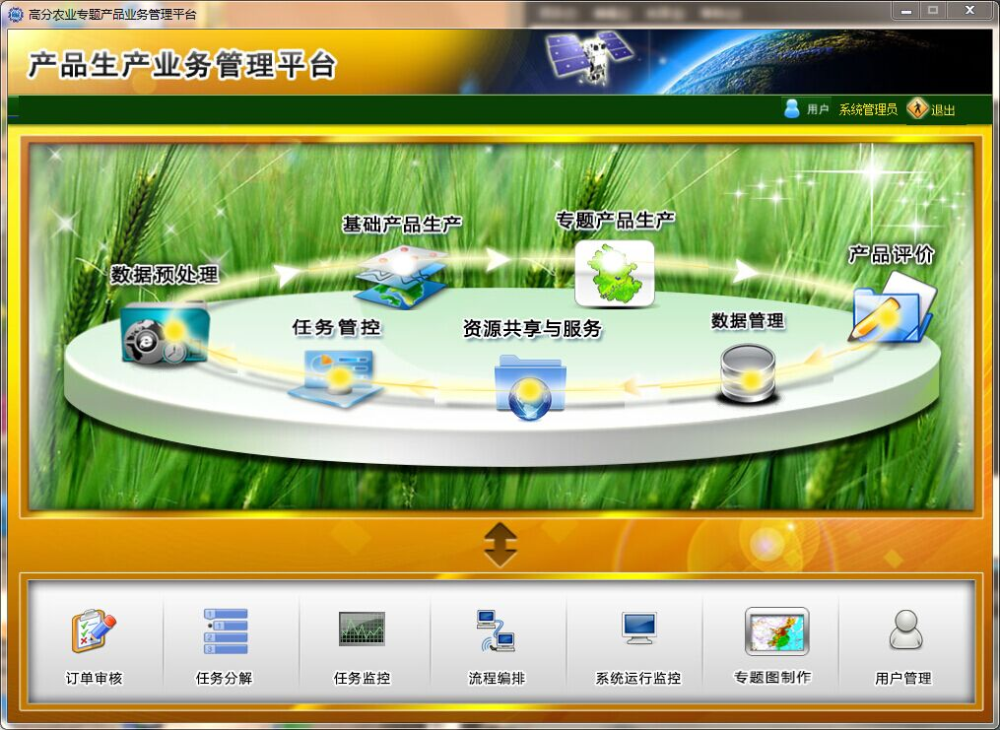 高分农业专题产品业务管理平台
产品生产业务管理平台
用户 系统管理员 退出
基础产品生产 专题产品生产
数据预处理 产品评价
任务管控 资源共享与服务 数据管理
订单审核 任务分解 任务监控 流程编排 系统运行监控 专题图制作 用户管理